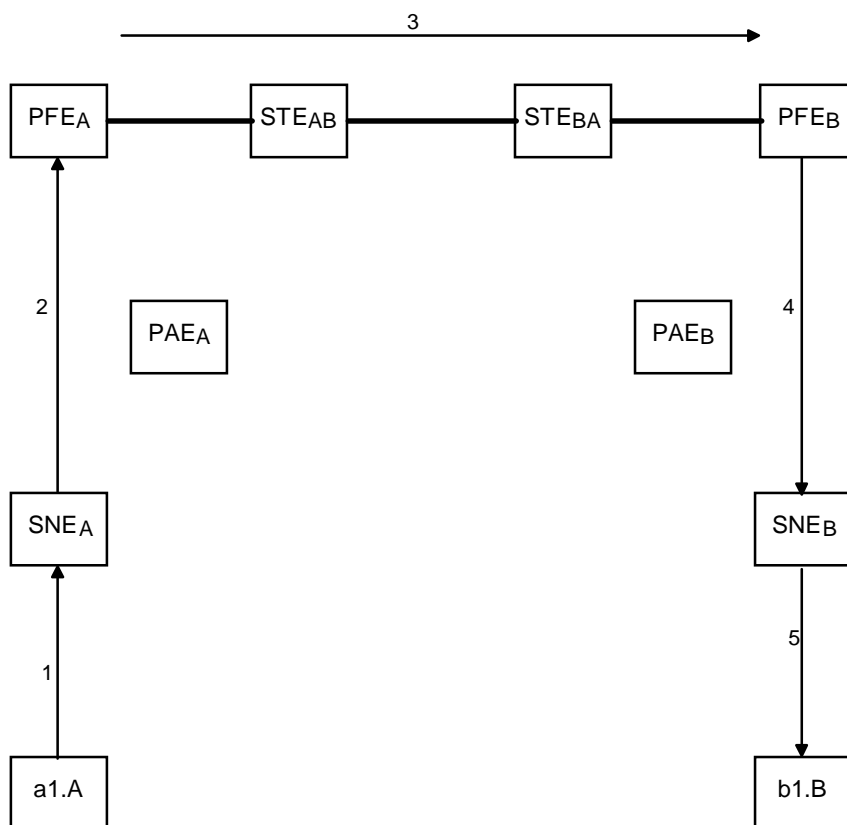 3
PFEA
STEAB
STEBA
PFEB
2
4
PAEA
PAEB
SNEA
SNEB
1
5
a1.A
b1.B